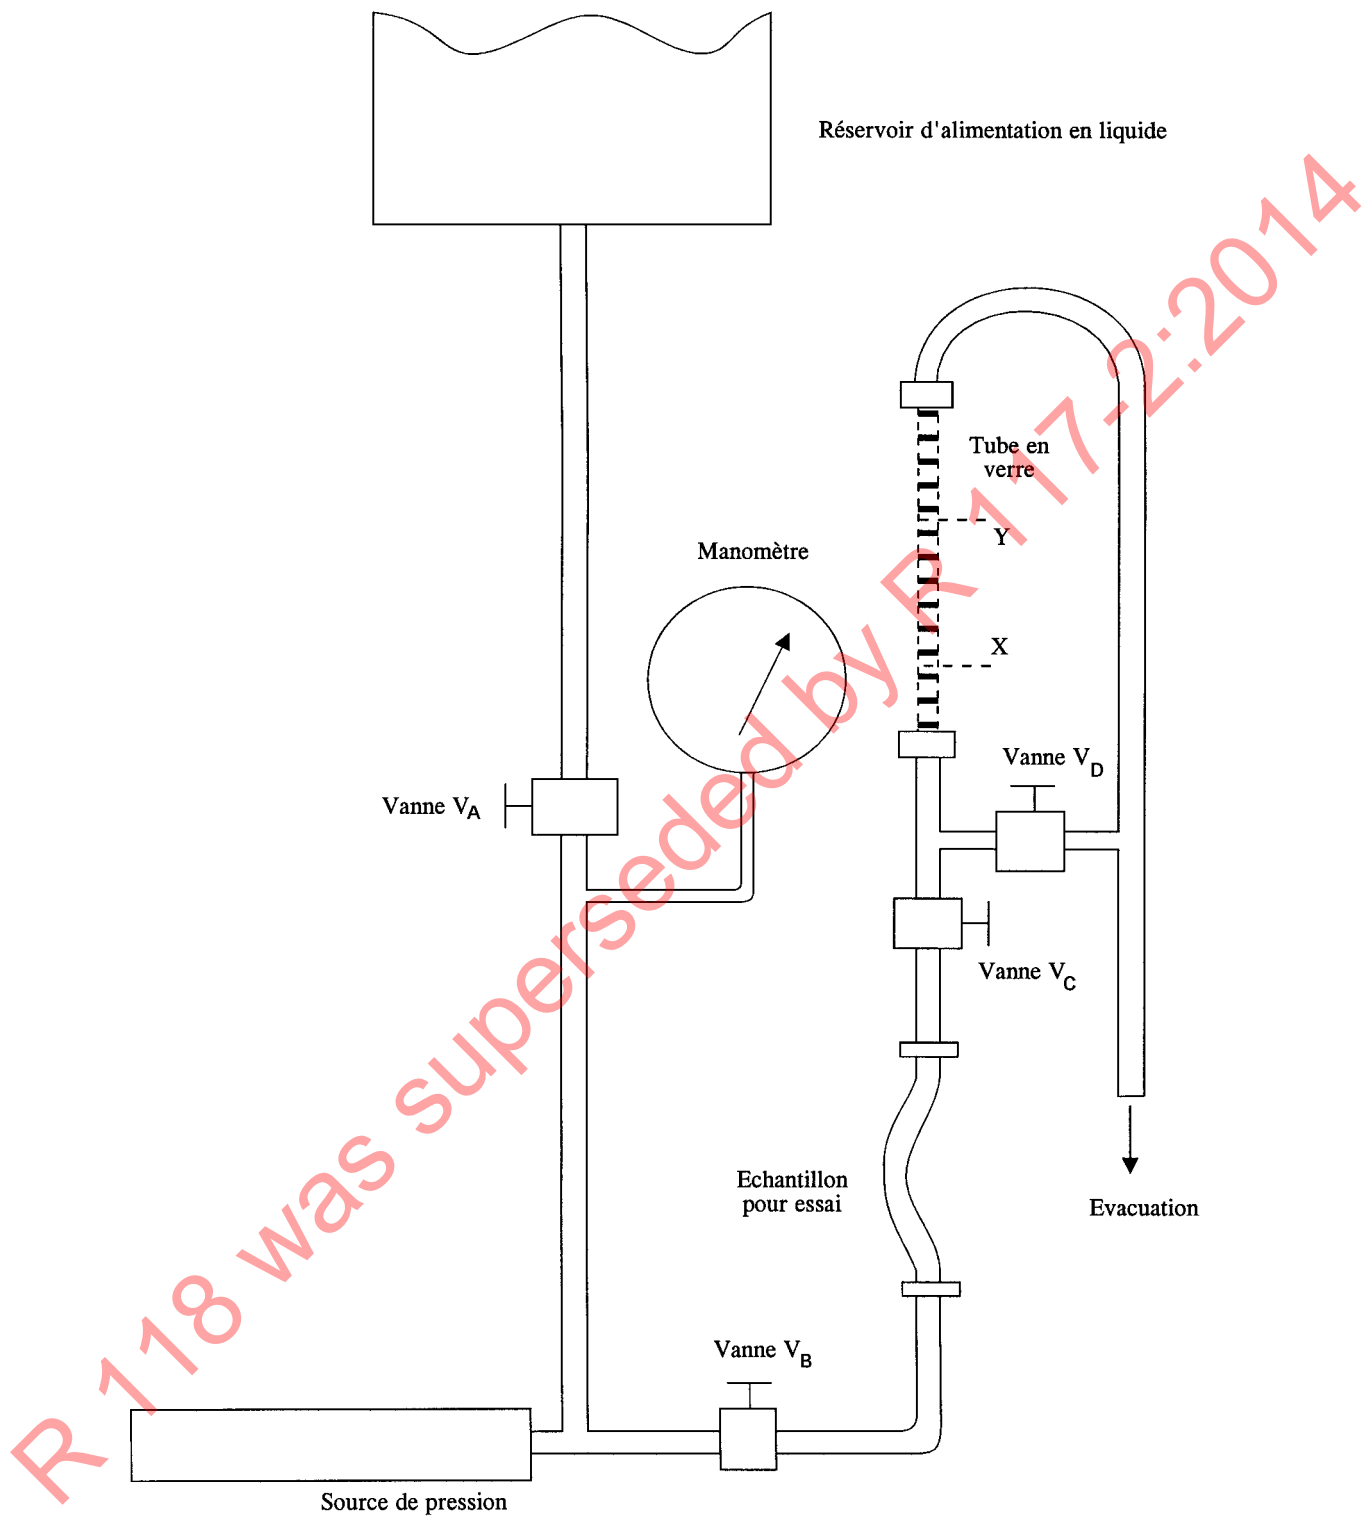 Réservoir d'alimentation en liquide
Tube en
verre
Y
Manomètre
X
Vanne VD
Vanne VA
Vanne VC
Echantillon
pour essai
Evacuation
Vanne VB
Source de pression
R 118 was superseded by R 117-2:2014